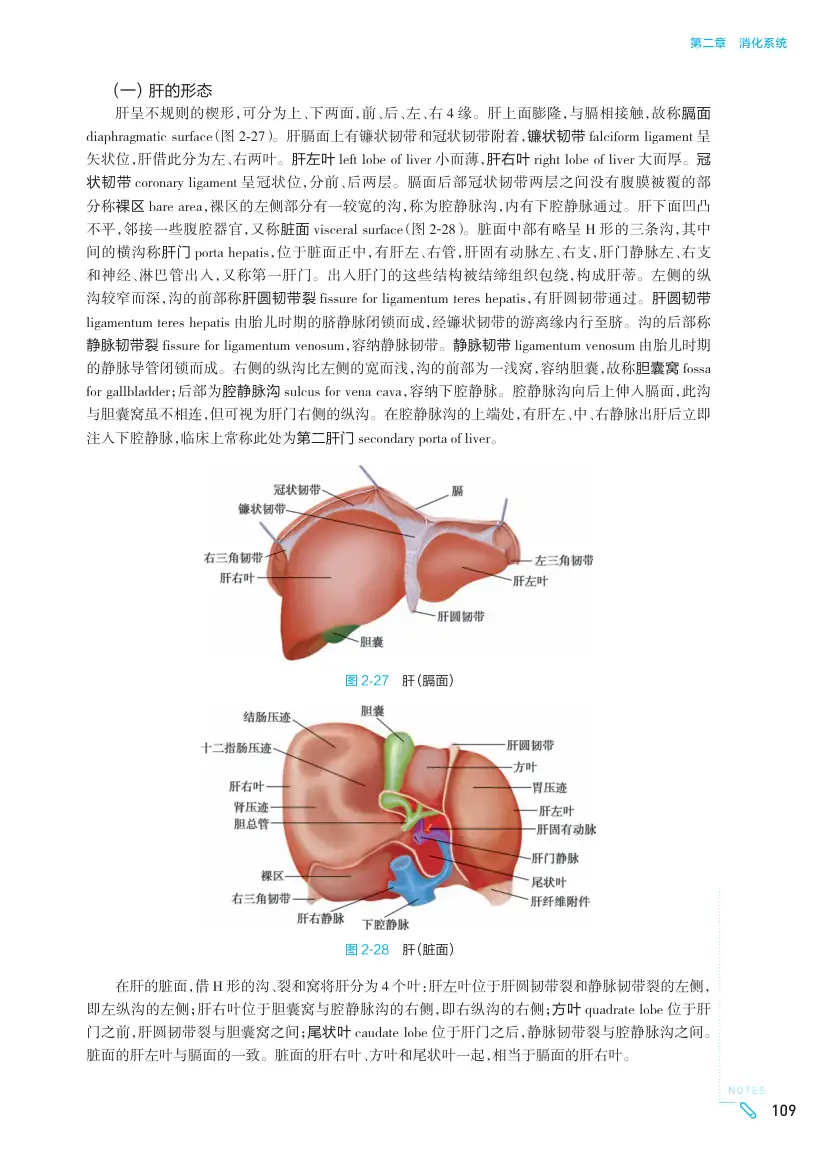 第二章 消化系统
（一）肝的形态
肝呈不规则的楔形，可分为上、下两面，前、后、左、右 4 缘。肝上面膨隆，与膈相接触，故称膈面
diaphragmatic surface（图 2-27）。肝膈面上有镰状韧带和冠状韧带附着，镰状韧带 falciform ligament 呈
矢状位，肝借此分为左、右两叶。肝左叶 left lobe of liver 小而薄，肝右叶 right lobe of liver 大而厚。冠
状韧带 coronary ligament 呈冠状位，分前、后两层。膈面后部冠状韧带两层之间没有腹膜被覆的部
分称裸区 bare area，裸区的左侧部分有一较宽的沟，称为腔静脉沟，内有下腔静脉通过。肝下面凹凸
不平，邻接一些腹腔器官，又称脏面 visceral surface（图 2-28）。脏面中部有略呈 H 形的三条沟，其中
间的横沟称肝门 porta hepatis，位于脏面正中，有肝左、右管，肝固有动脉左、右支，肝门静脉左、右支
和神经、淋巴管出入，又称第一肝门。出入肝门的这些结构被结缔组织包绕，构成肝蒂。左侧的纵
沟较窄而深，沟的前部称肝圆韧带裂 fissure for ligamentum teres hepatis，有肝圆韧带通过。肝圆韧带
ligamentum teres hepatis 由胎儿时期的脐静脉闭锁而成，经镰状韧带的游离缘内行至脐。沟的后部称
静脉韧带裂 fissure for ligamentum venosum，容纳静脉韧带。静脉韧带 ligamentum venosum 由胎儿时期
的静脉导管闭锁而成。右侧的纵沟比左侧的宽而浅，沟的前部为一浅窝，容纳胆囊，故称胆囊窝 fossa
for gallbladder；后部为腔静脉沟 sulcus for vena cava，容纳下腔静脉。腔静脉沟向后上伸入膈面，此沟
与胆囊窝虽不相连，但可视为肝门右侧的纵沟。在腔静脉沟的上端处，有肝左、中、右静脉出肝后立即
注入下腔静脉，临床上常称此处为第二肝门 secondary porta of liver。
冠状韧带
膈
镰状韧带
右三角韧带
左三角韧带
肝右叶
肝左叶
肝圆韧带
胆囊
图 2-27 肝（膈面）
结肠压迹
胆囊
十二指肠压迹
肝圆韧带
方叶
肝右叶
胃压迹
肾压迹
肝左叶
胆总管
肝固有动脉
肝门静脉
裸区
尾状叶
右三角韧带
肝纤维附件
肝右静脉
下腔静脉
图 2-28 肝（脏面）
在肝的脏面，借 H 形的沟、裂和窝将肝分为 4 个叶：肝左叶位于肝圆韧带裂和静脉韧带裂的左侧，
即左纵沟的左侧；肝右叶位于胆囊窝与腔静脉沟的右侧，即右纵沟的右侧；方叶 quadrate lobe 位于肝
门之前，肝圆韧带裂与胆囊窝之间；尾状叶 caudate lobe 位于肝门之后，静脉韧带裂与腔静脉沟之间。
脏面的肝左叶与膈面的一致。脏面的肝右叶、方叶和尾状叶一起，相当于膈面的肝右叶。
NOTES
109